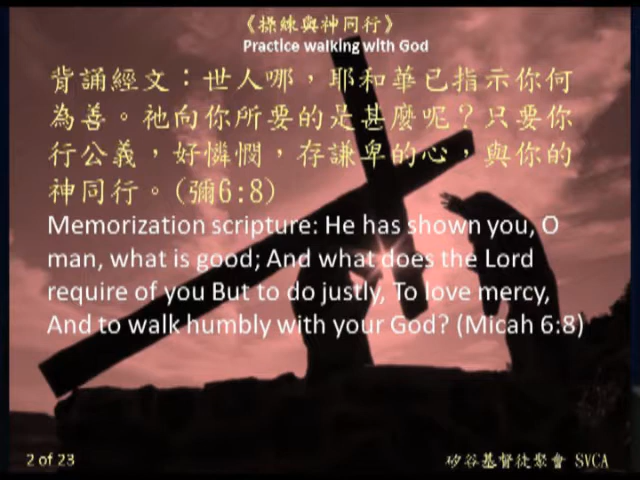 《操練與神同行》
Practice walking with God
背誦經文：世人哪，耶和華已指示你何
為善。祂向你所要的是甚麼呢？只要你
行公義，好憐憫，存謙卑的心，與你的
神同行。(彌6:8)
Memorization scripture: He has shown you, O
man, what is good; And what does the Lord
require of you But to do justly, To love mercy,
And to walk humbly with your God? (Micah 6:8)
2 of 23
矽谷基督徒聚會 SVCA